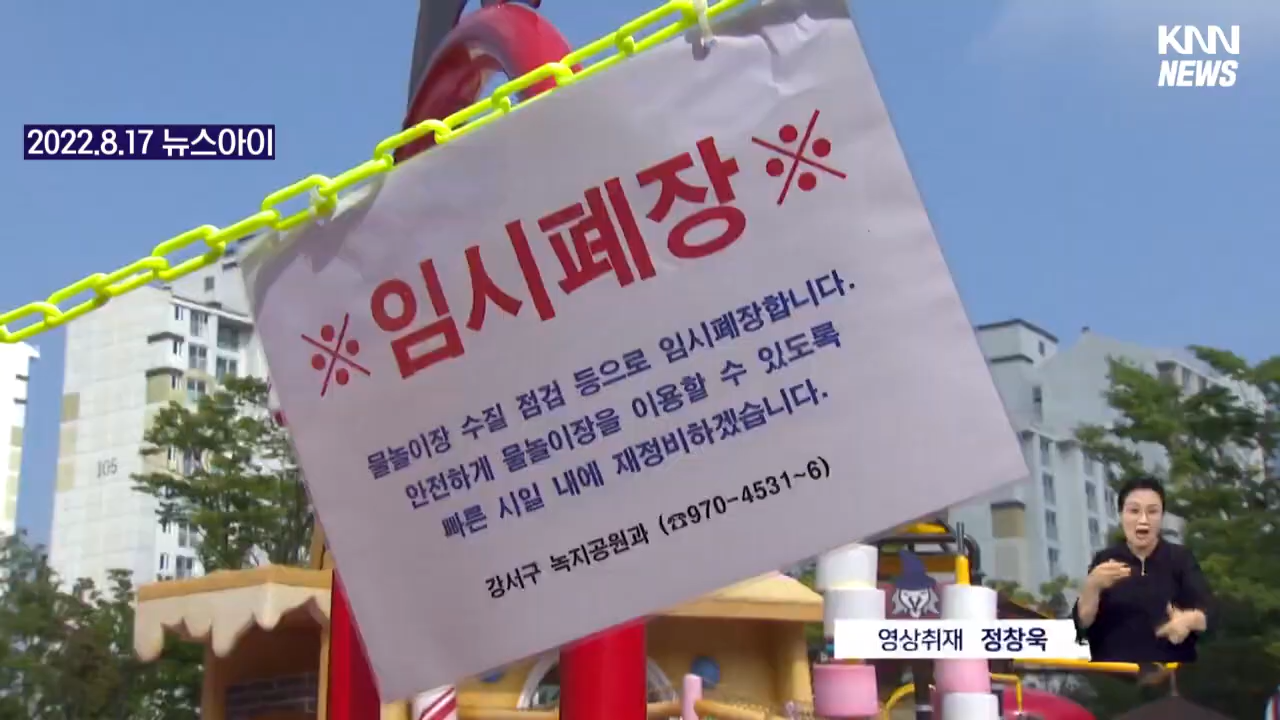 KNN
NEWS
2022.8.17 뉴스아이
※임시폐장※
물놀이장 수질 점검 등으로 임시폐장합니다.
안전하게 물놀이장을 이용할 수 있도록
빠른 시일 내에 재정비하겠습니다.
강서구 녹지공원과 (☎970-4531~6)
105
영상취재 정창욱